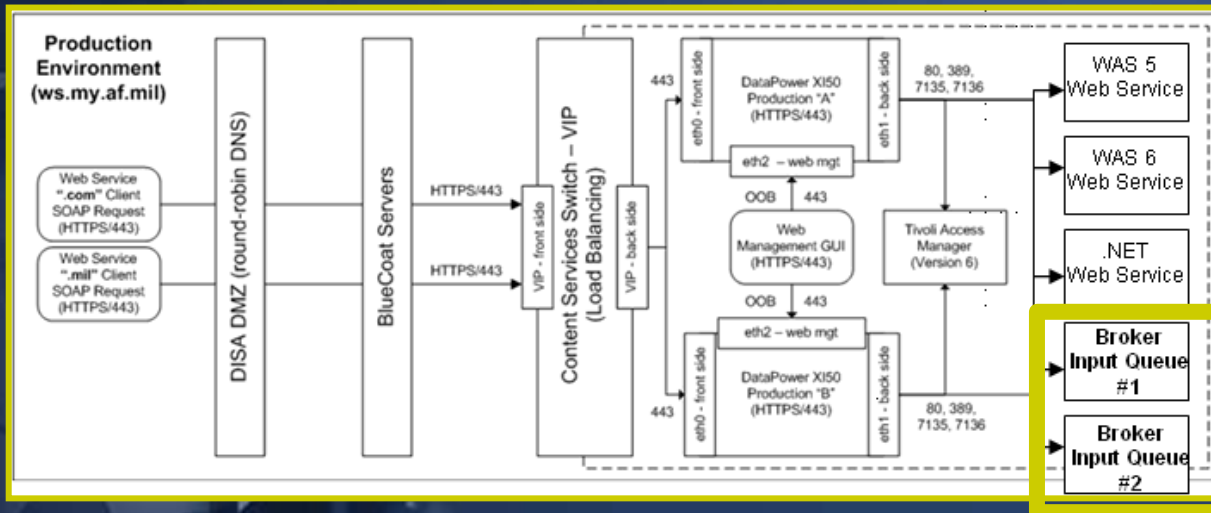 Production
Environment
(ws.my.af.mil)
Web Service
".com" Client
SOAP Request
(HTTPS/443)
Web Service
".mil" Client
SOAP Request
(HTTPS/443)
DISA DMZ (round-robin DNS)
BlueCoat Servers
HTTPS/443
HTTPS/443
VIP - front side
Content Services Switch – VIP
(Load Balancing)
VIP - back side
443
443
eth0 - front side
DataPower XI50
Production "A"
(HTTPS/443)
eth1 - back side
eth2 – web mgt
OOB
443
Web
Management GUI
(HTTPS/443)
OOB
443
eth2 – web mgt
eth0 - front side
DataPower XI50
Production "B"
(HTTPS/443)
eth1 - back side
80, 389,
7135, 7136
Tivoli Access
Manager
(Version 6)
80, 389,
7135, 7136
WAS 5
Web Service
WAS 6
Web Service
.NET
Web Service
Broker
Input Queue
#1
Broker
Input Queue
#2